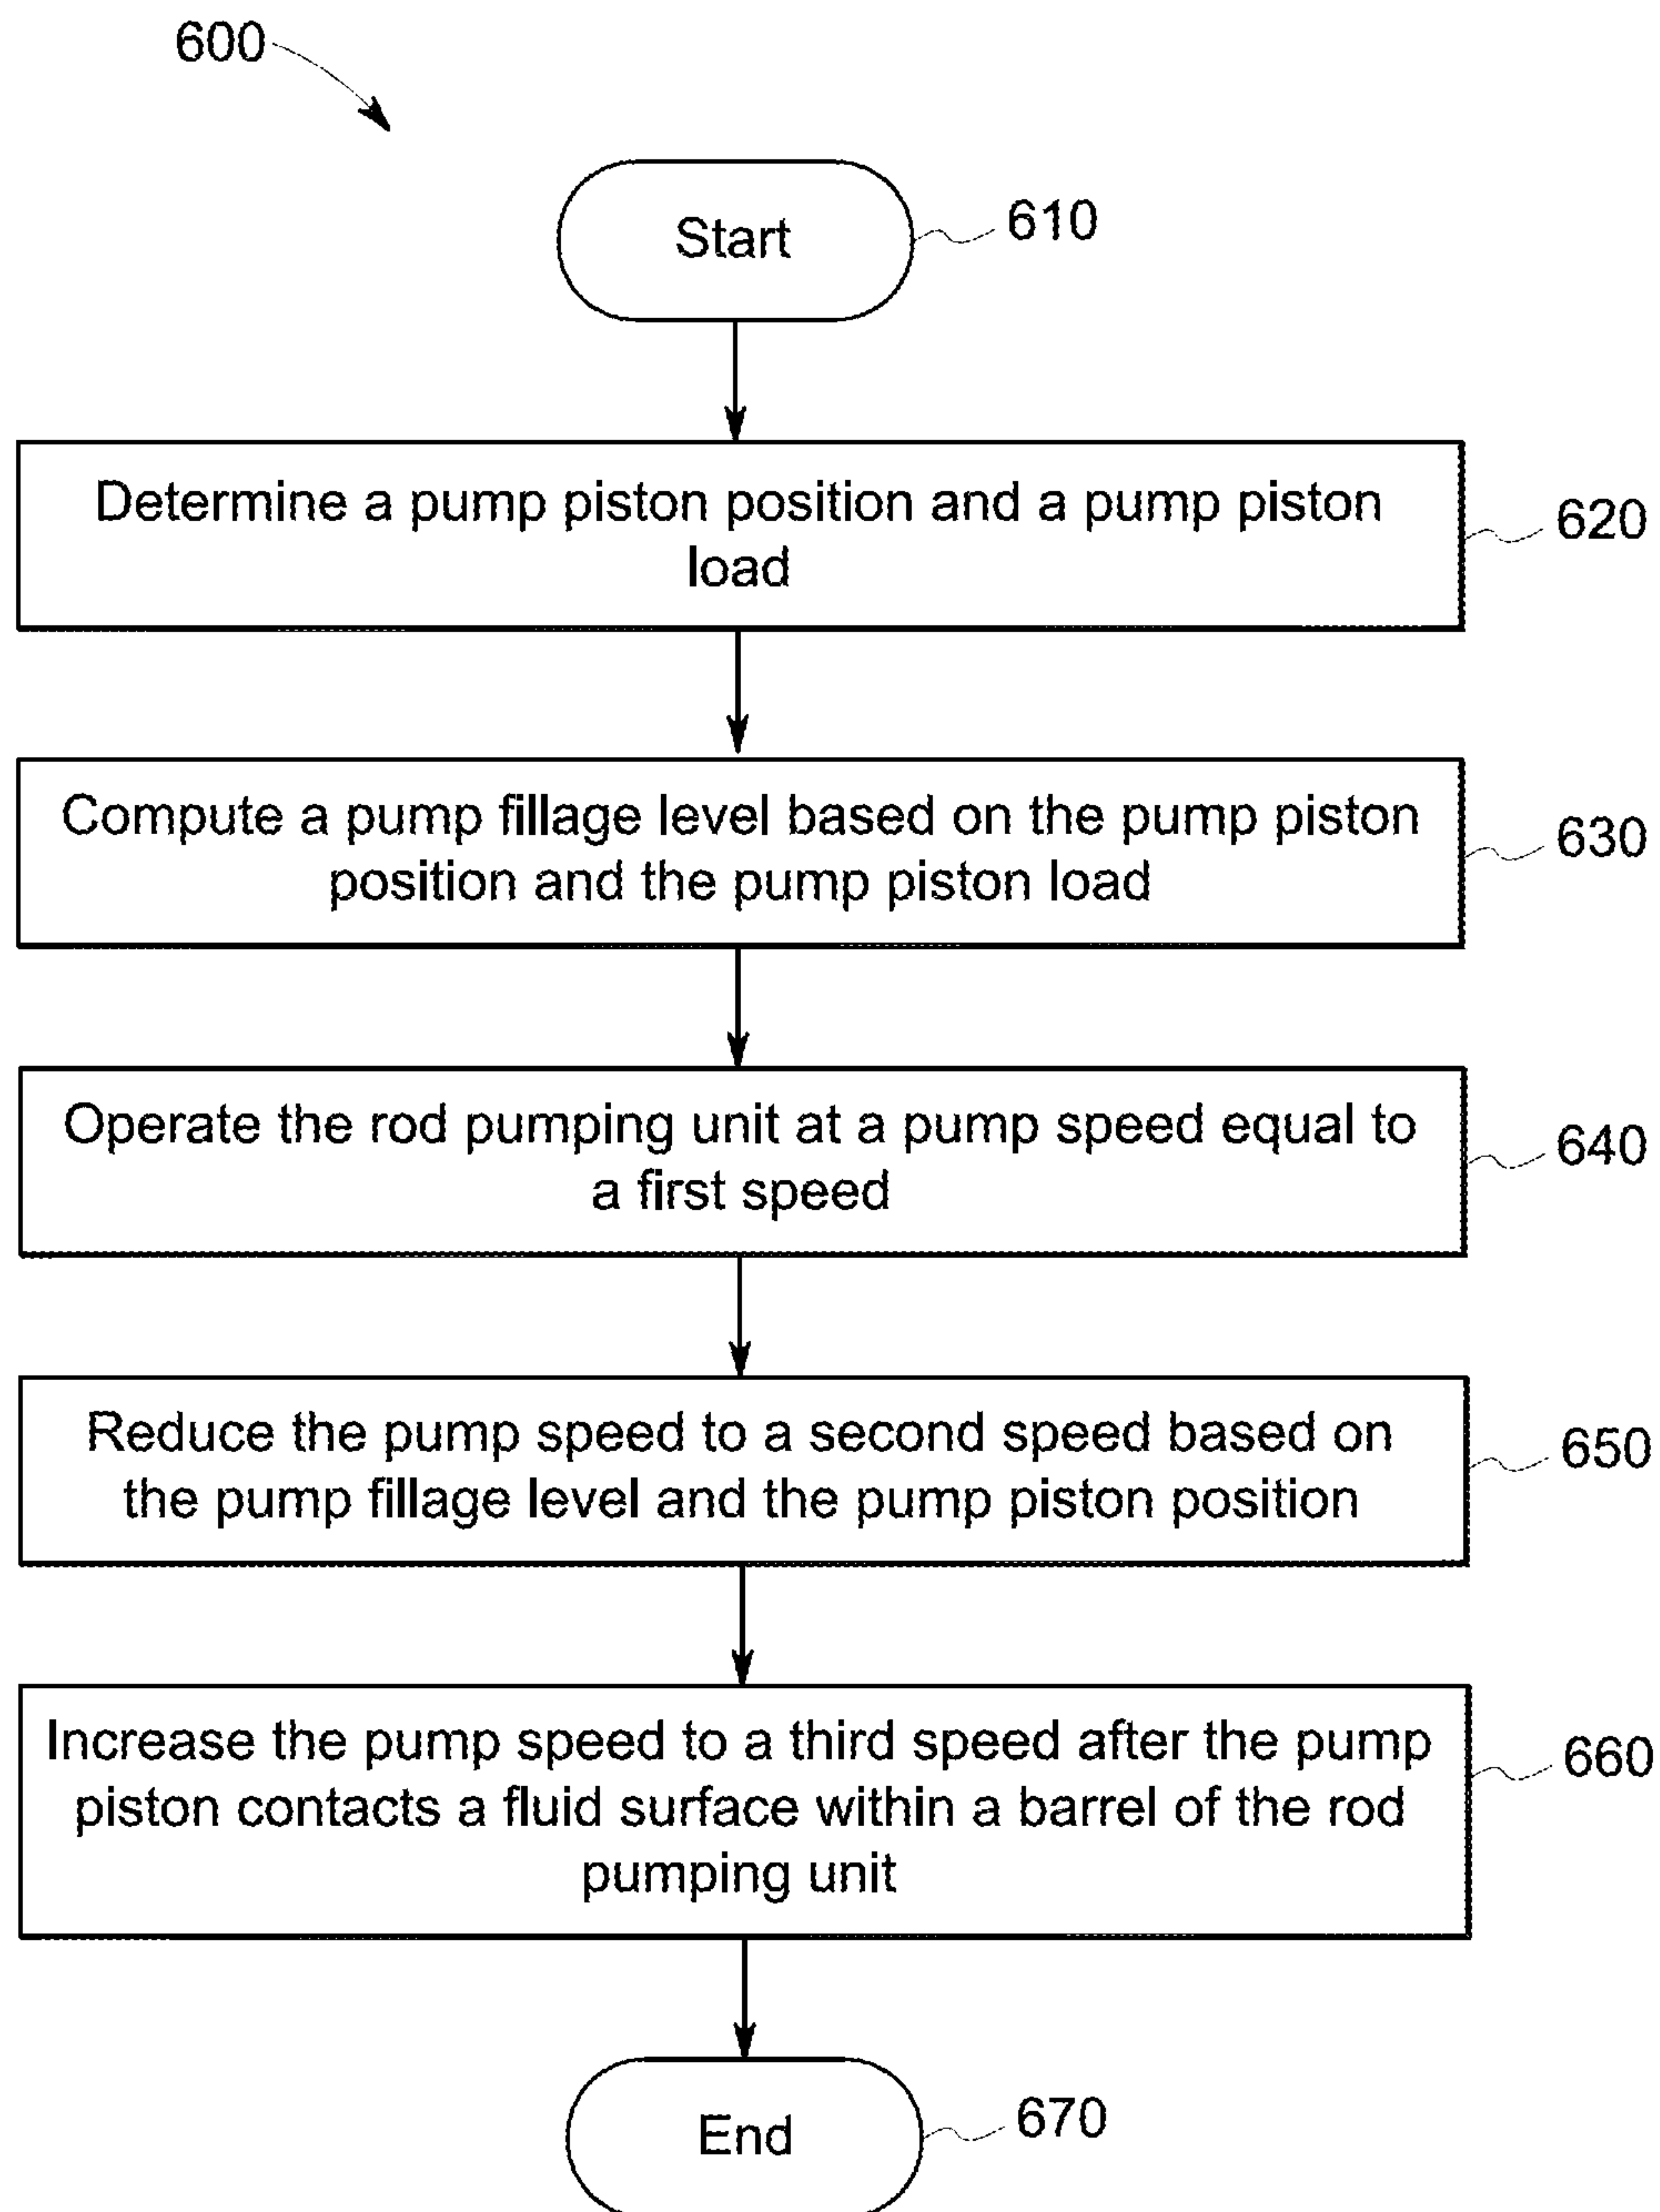 600
Start
610
Determine a pump piston position and a pump piston
load
620
Compute a pump fillage level based on the pump piston
position and the pump piston load
630
Operate the rod pumping unit at a pump speed equal to
a first speed
640
Reduce the pump speed to a second speed based on
the pump fillage level and the pump piston position
650
Increase the pump speed to a third speed after the pump
piston contacts a fluid surface within a barrel of the rod
pumping unit
660
End
670